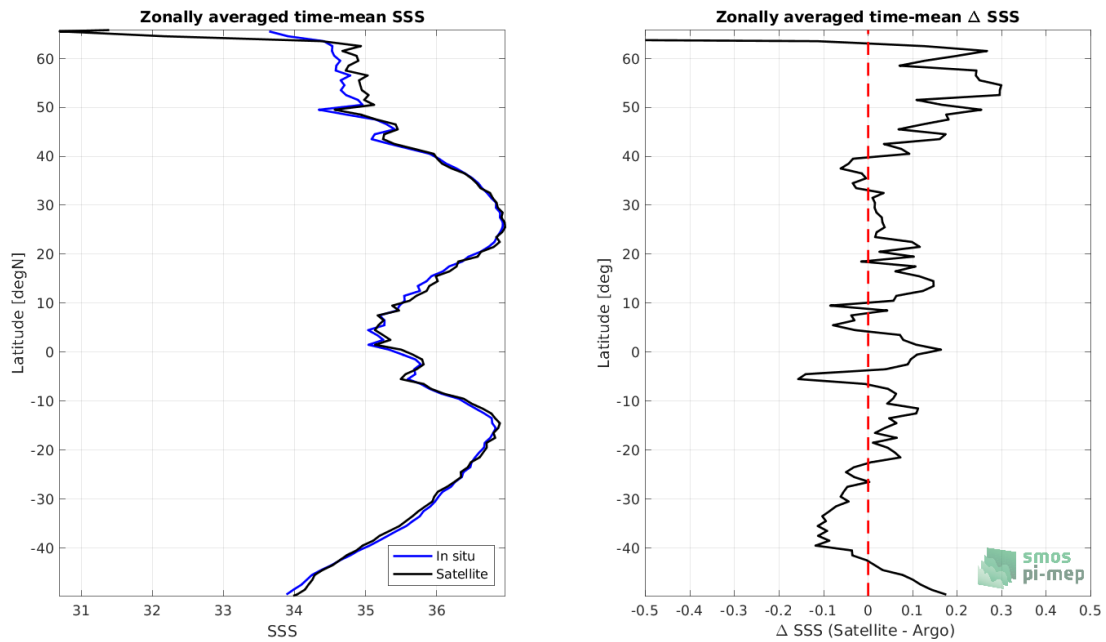 Zonally averaged time-mean SSS
60
50
40
30
20
10
0
-10
-20
-30
-40
Latitude [degN]
31 32 33 34 35 36
SSS
In situ
Satellite
Zonally averaged time-mean Δ SSS
60
50
40
30
20
10
0
-10
-20
-30
-40
Latitude [deg]
-0.5 -0.4 -0.3 -0.2 -0.1 0 0.1 0.2 0.3 0.4 0.5
Δ SSS (Satellite - Argo)
smos
pi-mep